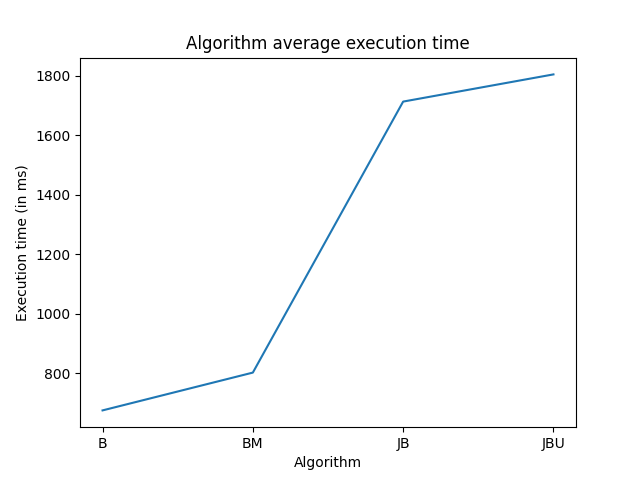 Algorithm average execution time
1800
1600
1400
1200
1000
800
Execution time (in ms)
B BM JB JBU
Algorithm